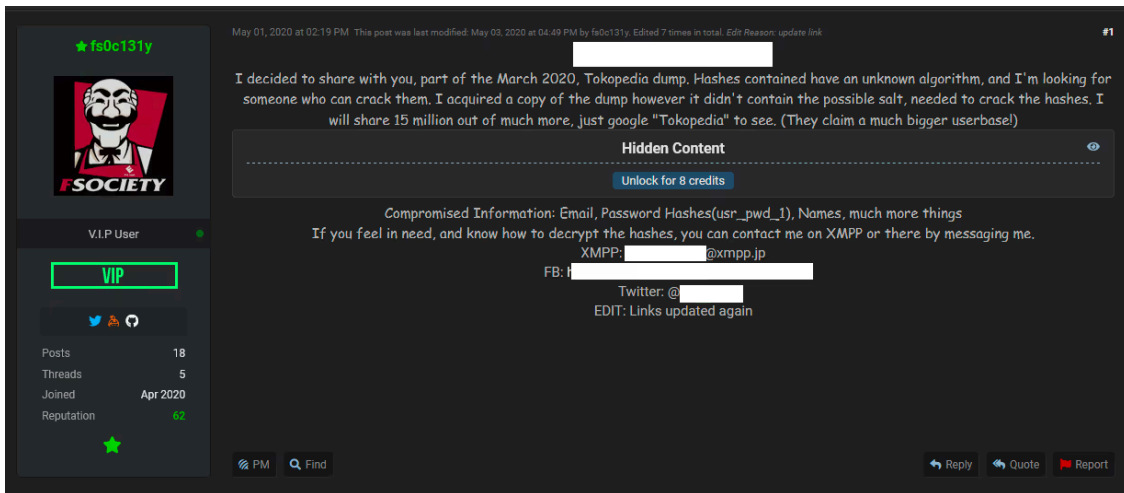 fs0c131y
FSOCIETY
V.I.P User
VIP
Posts 18
Threads 5
Joined Apr 2020
Reputation 62
May 01, 2020 at 02:19 PM This post was last modified: May 03, 2020 at 04:49 PM by fs0c131y. Edited 7 times in total. Edit Reason: update link
#1
I decided to share with you, part of the March 2020, Tokopedia dump. Hashes contained have an unknown algorithm, and I'm looking for
someone who can crack them. I acquired a copy of the dump however it didn't contain the possible salt, needed to crack the hashes. I
will share 15 million out of much more, just google "Tokopedia" to see. (They claim a much bigger userbase!)
Hidden Content
Unlock for 8 credits
Compromised Information: Email, Password Hashes(usr_pwd_1), Names, much more things
If you feel in need, and know how to decrypt the hashes, you can contact me on XMPP or there by messaging me.
XMPP: @xmpp.jp
FB:
Twitter: @
EDIT: Links updated again
PM Find
Reply Quote Report